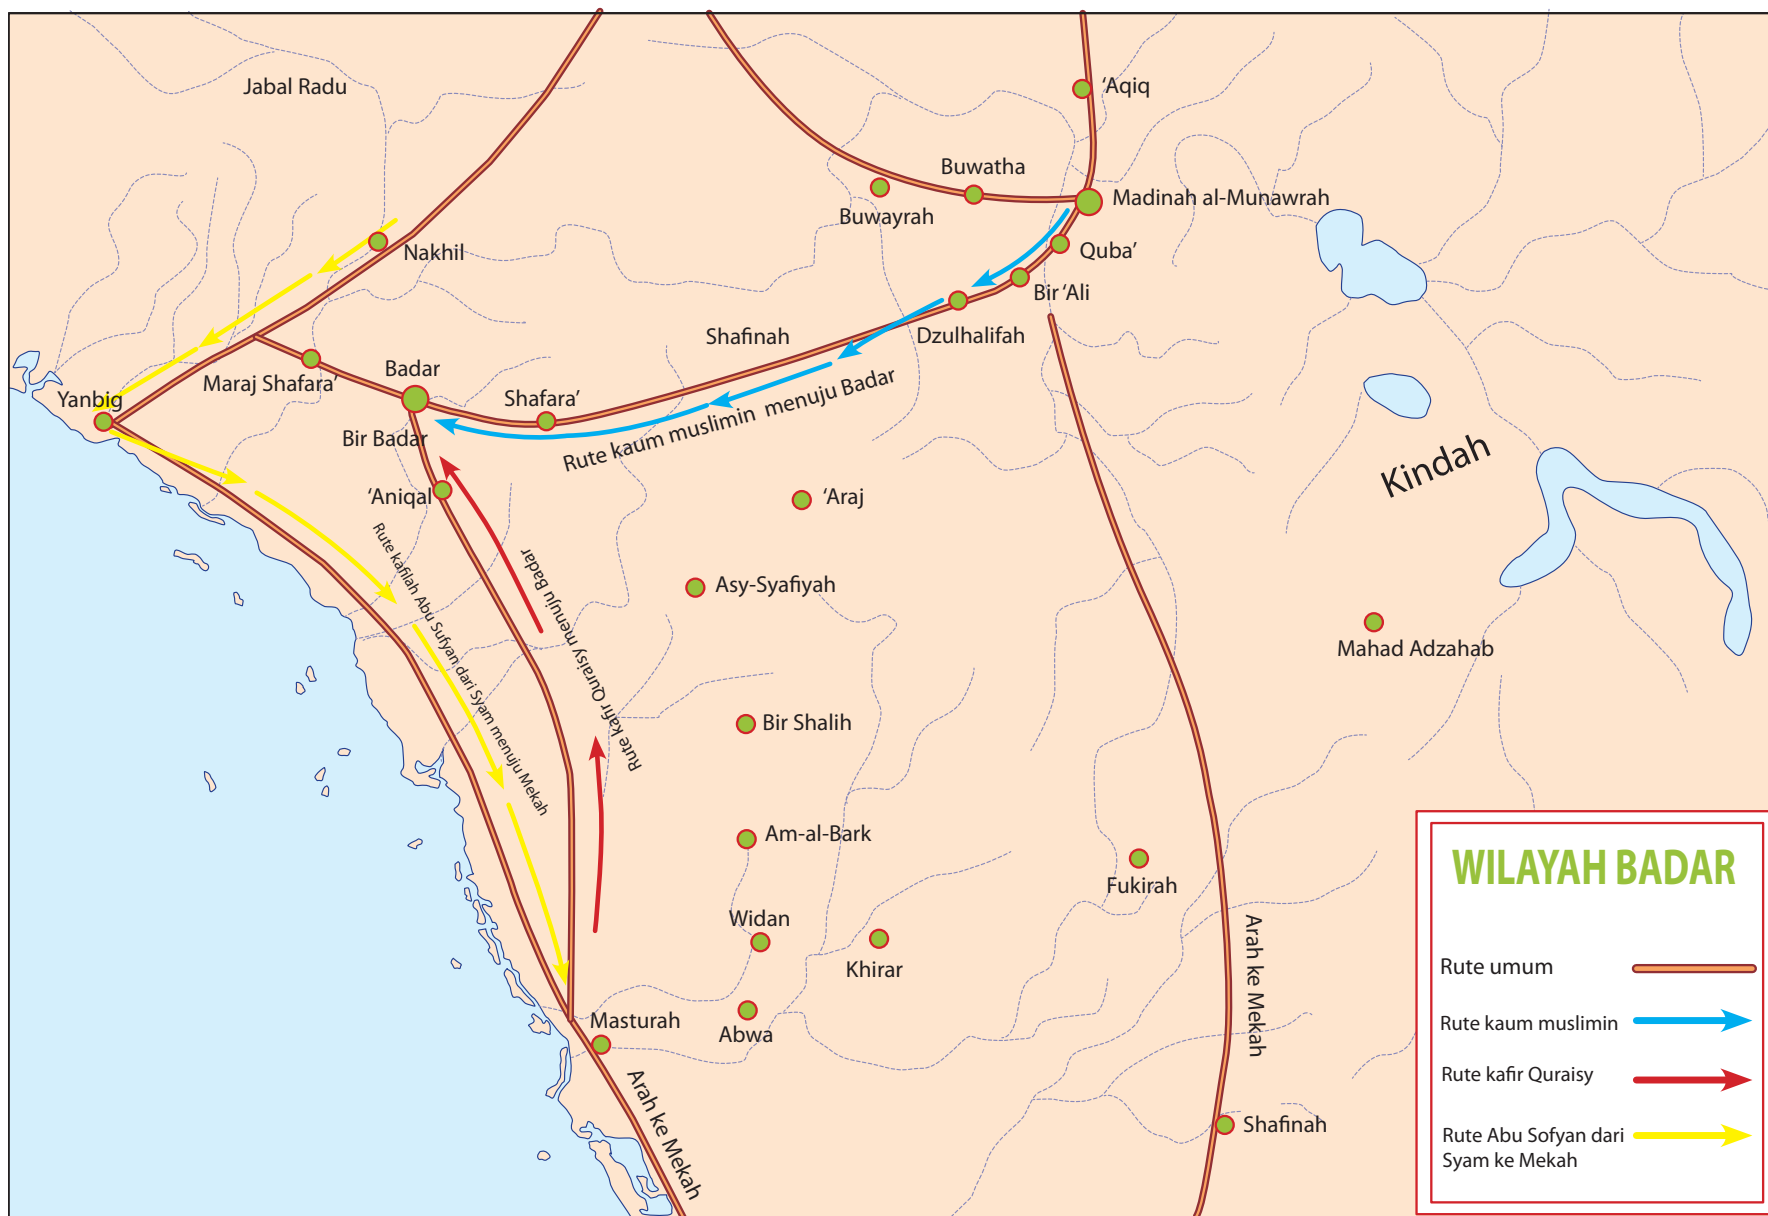 Jabal Radu
‘Aqiq
Buwatha
Madinah al-Munawrah
Buwayrah
Nakhil
Quba’
Bir ‘Ali
Shafinah
Dzulhalifah
Badar
Maraj Shafara’
Yanbig
Shafara’
Rute kaum muslimin menuju Badar
Bir Badar
Kindah
‘Aniqal
‘Araj
Rute kafilah Abu Sufyan dari Syam menuju Mekah
Rute kafir Quraisy menuju Badar
Asy-Syafiyah
Mahad Adzahab
Bir Shalih
Am-al-Bark
Fukirah
Widan
Khirar
Arah ke Mekah
Masturah
Abwa
Arah ke Mekah
Shafinah
WILAYAH BADAR
Rute umum
Rute kaum muslimin
Rute kafir Quraisy
Rute Abu Sofyan dari
Syam ke Mekah